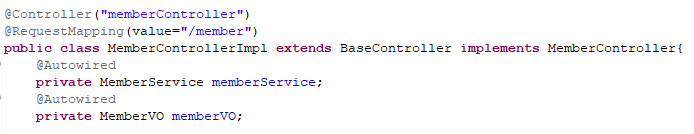 @Controller("memberController")
@RequestMapping(value="/member")
public class MemberControllerImpl extends BaseController implements MemberController{
    @Autowired
    private MemberService memberService;
    @Autowired
    private MemberVO memberVO;